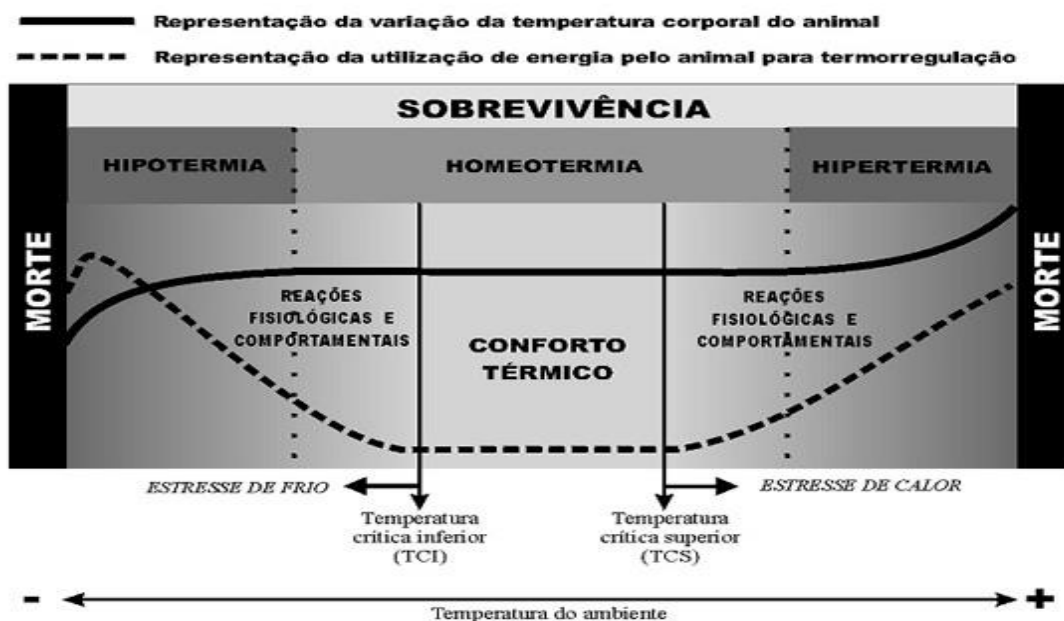 Representação da variação da temperatura corporal do animal
Representação da utilização de energia pelo animal para termorregulação
SOBREVIVÊNCIA
HIPOTERMIA
HOMEOTERMIA
HIPERTERMIA
MORTE
MORTE
REAÇÕES
FISIOLÓGICAS E
COMPORTAMENTAIS
CONFORTO
TÉRMICO
REAÇÕES
FISIOLÓGICAS E
COMPORTAMENTAIS
ESTRESSE DE FRIO
ESTRESSE DE CALOR
Temperatura
crítica inferior
(TCI)
Temperatura
crítica superior
(TCS)
-
+
Temperatura do ambiente